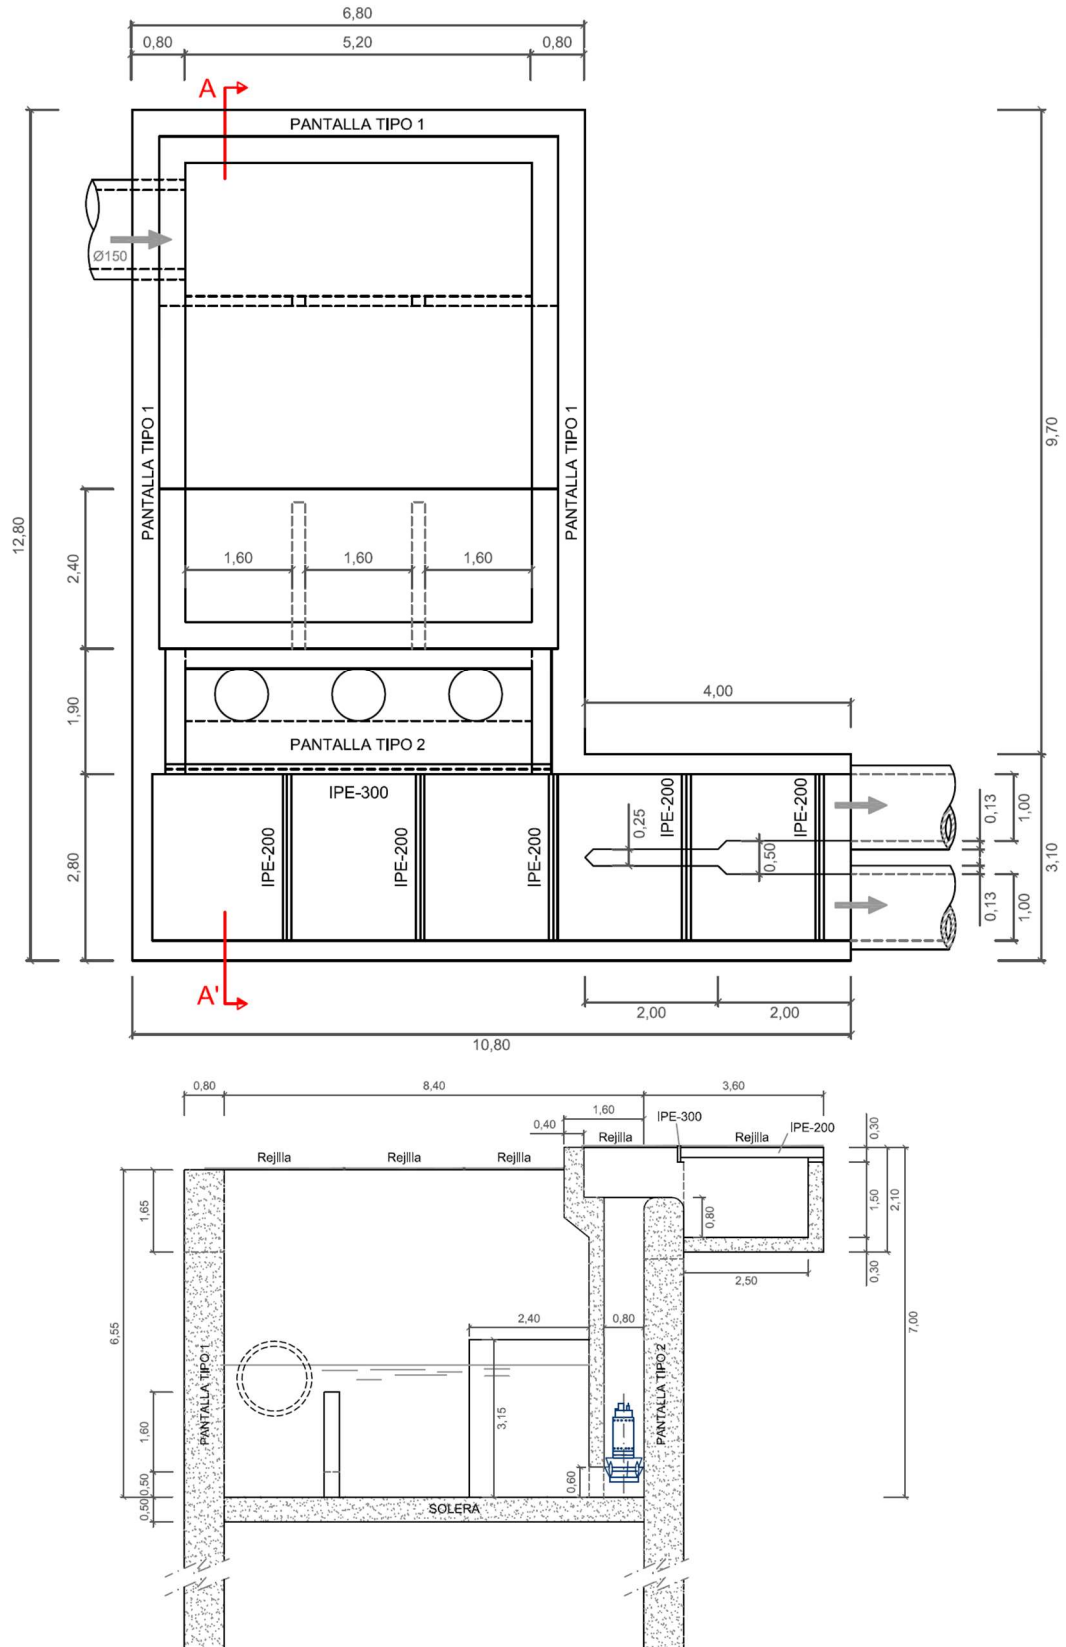 6,80
0,80
5,20
0,80
A
PANTALLA TIPO 1
Ø150
PANTALLA TIPO 1
PANTALLA TIPO 1
12,80
9,70
2,40
1,60
1,60
1,60
1,90
4,00
PANTALLA TIPO 2
IPE-300
IPE-200
IPE-200
IPE-200
IPE-200
IPE-200
0,25
0,50
0,13
1,00
3,10
0,13
1,00
2,80
A'
2,00
2,00
10,80
0,80
8,40
3,60
1,60
IPE-300
0,40
Rejilla
Rejilla
IPE-200
0,30
Rejilla
Rejilla
Rejilla
1,65
0,80
1,50
2,10
2,50
0,30
6,55
2,40
0,80
7,00
PANTALLA TIPO 1
PANTALLA TIPO 2
3,15
1,60
0,50
0,60
0,50
SOLERA